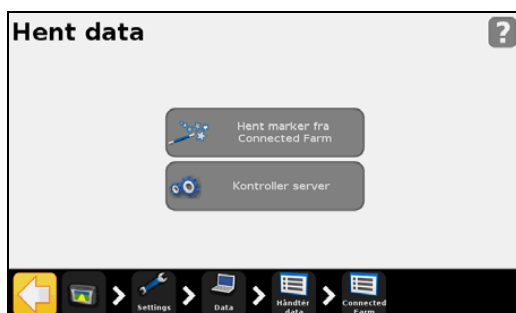 Hent data
?
Hent marker fra
Connected Farm
Kontroller server
Settings
Data
Håndtér
data
Connected
Farm